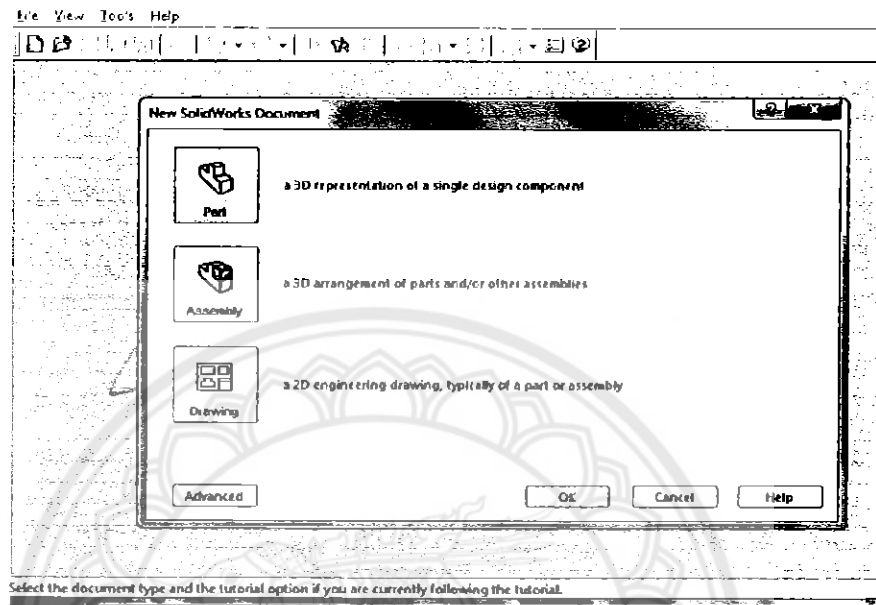 File View Tools Help
New SolidWorks Document
Part
a 3D representation of a single design component
Assembly
a 3D arrangement of parts and/or other assemblies
Drawing
a 2D engineering drawing, typically of a part or assembly
Advanced OK Cancel Help
Select the document type and the tutorial option if you are currently following the tutorial.